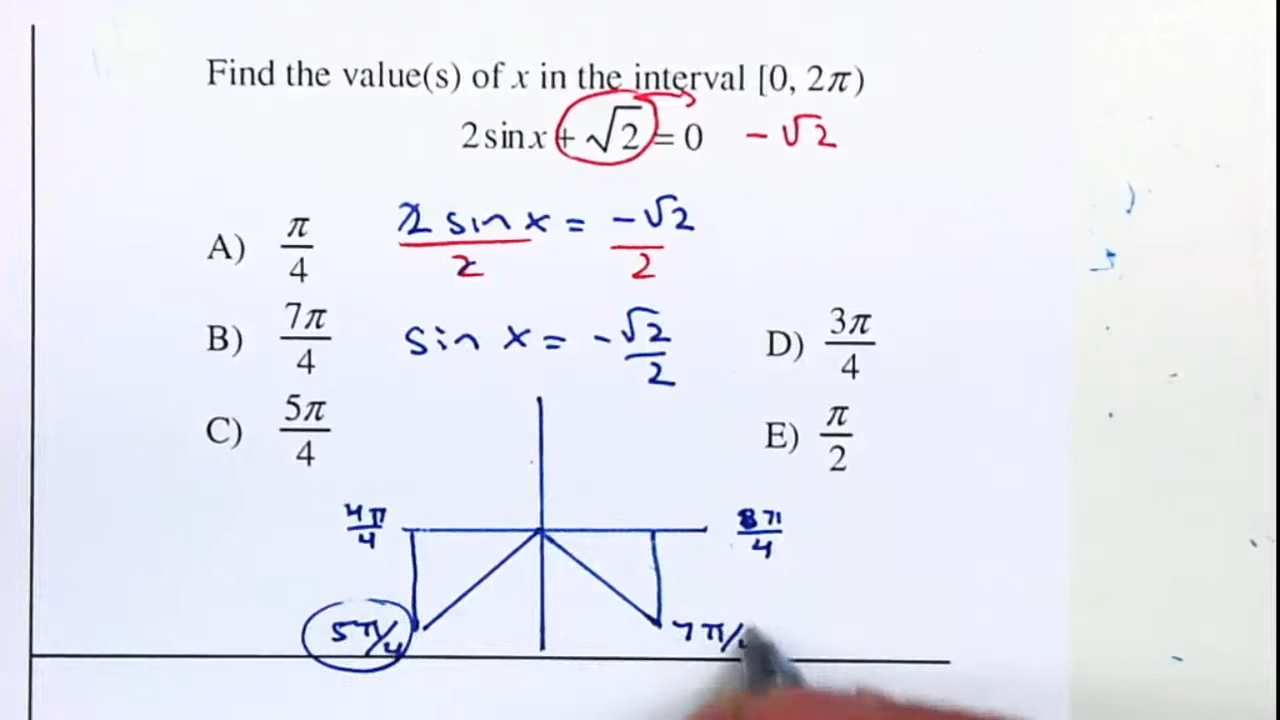 Find the value(s) of x in the interval [0, 2π)
2sinx + √2 = 0 - √2
A) π/4
2 sin x / 2 = -√2 / 2
B) 7π/4
sin x = -√2/2
D) 3π/4
C) 5π/4
E) π/2
4π/4
8π/4
5π/4
7π/